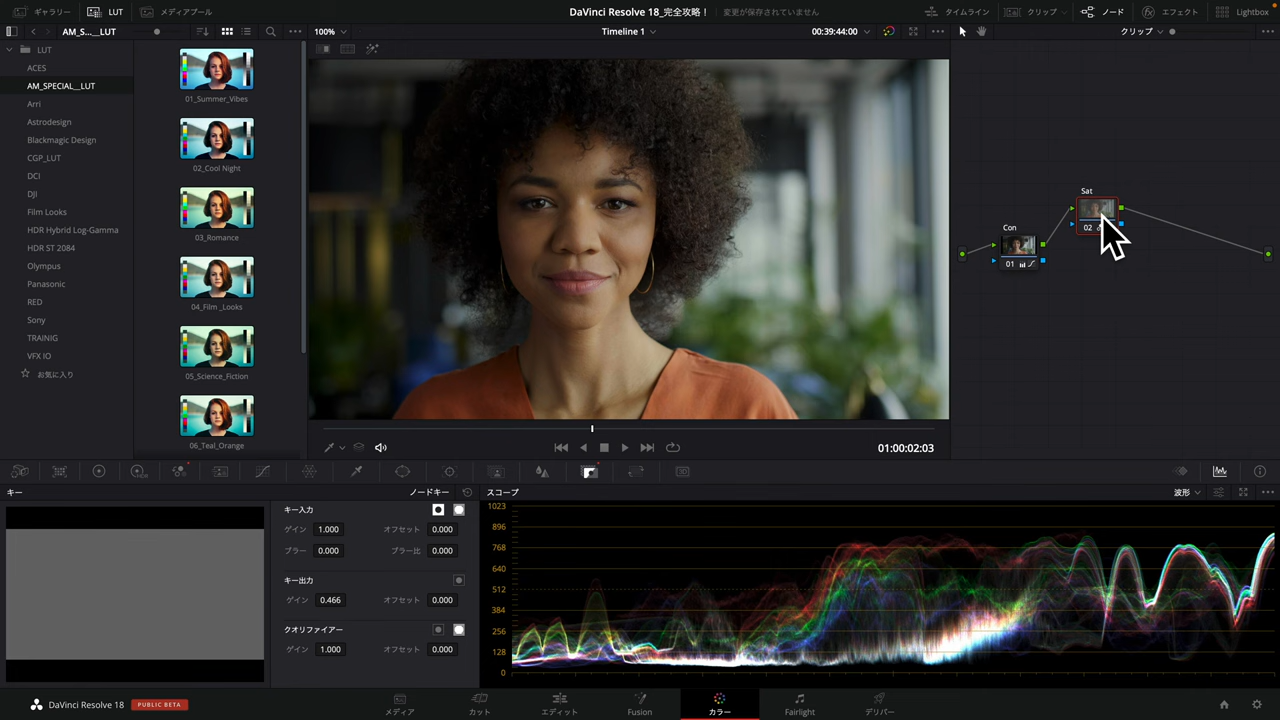 ギャラリー
LUT
メディアプール
DaVinci Resolve 18_完全攻略！
変更が保存されていません
タイムライン
クリップ
ノード
エフェクト
Lightbox
AM_S...__LUT
100%
Timeline 1
00:39:44:00
クリップ
LUT
ACES
AM_SPECIAL__LUT
Arri
Astrodesign
Blackmagic Design
CGP_LUT
DCI
DJI
Film Looks
HDR Hybrid Log-Gamma
HDR ST 2084
Olympus
Panasonic
RED
Sony
TRAINIG
VFX IO
お気に入り
01_Summer_Vibes
02_Cool Night
03_Romance
04_Film _Looks
05_Science_Fiction
06_Teal_Orange
Sat
02
Con
01
01:00:02:03
キー
ノードキー
キー入力
ゲイン 1.000 オフセット 0.000
ブラー 0.000 ブラー比 0.000
キー出力
ゲイン 0.466 オフセット 0.000
クオリファイアー
ゲイン 1.000 オフセット 0.000
スコープ
波形
1023
896
768
640
512
384
256
128
0
DaVinci Resolve 18
PUBLIC BETA
メディア
カット
エディット
Fusion
カラー
Fairlight
デリバー